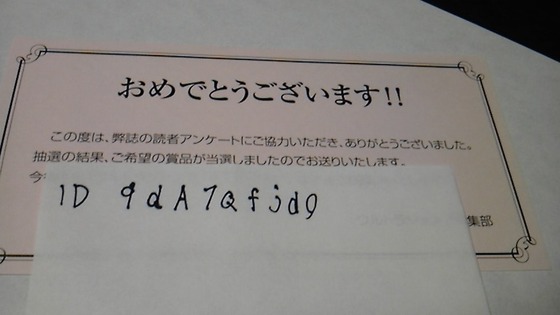 おめでとうございます!!
この度は、弊誌の読者アンケートにご協力いただき、ありがとうございました。
抽選の結果、ご希望の賞品が当選しましたのでお送りいたします。
今
集部
ID 9dA7Qfjd9